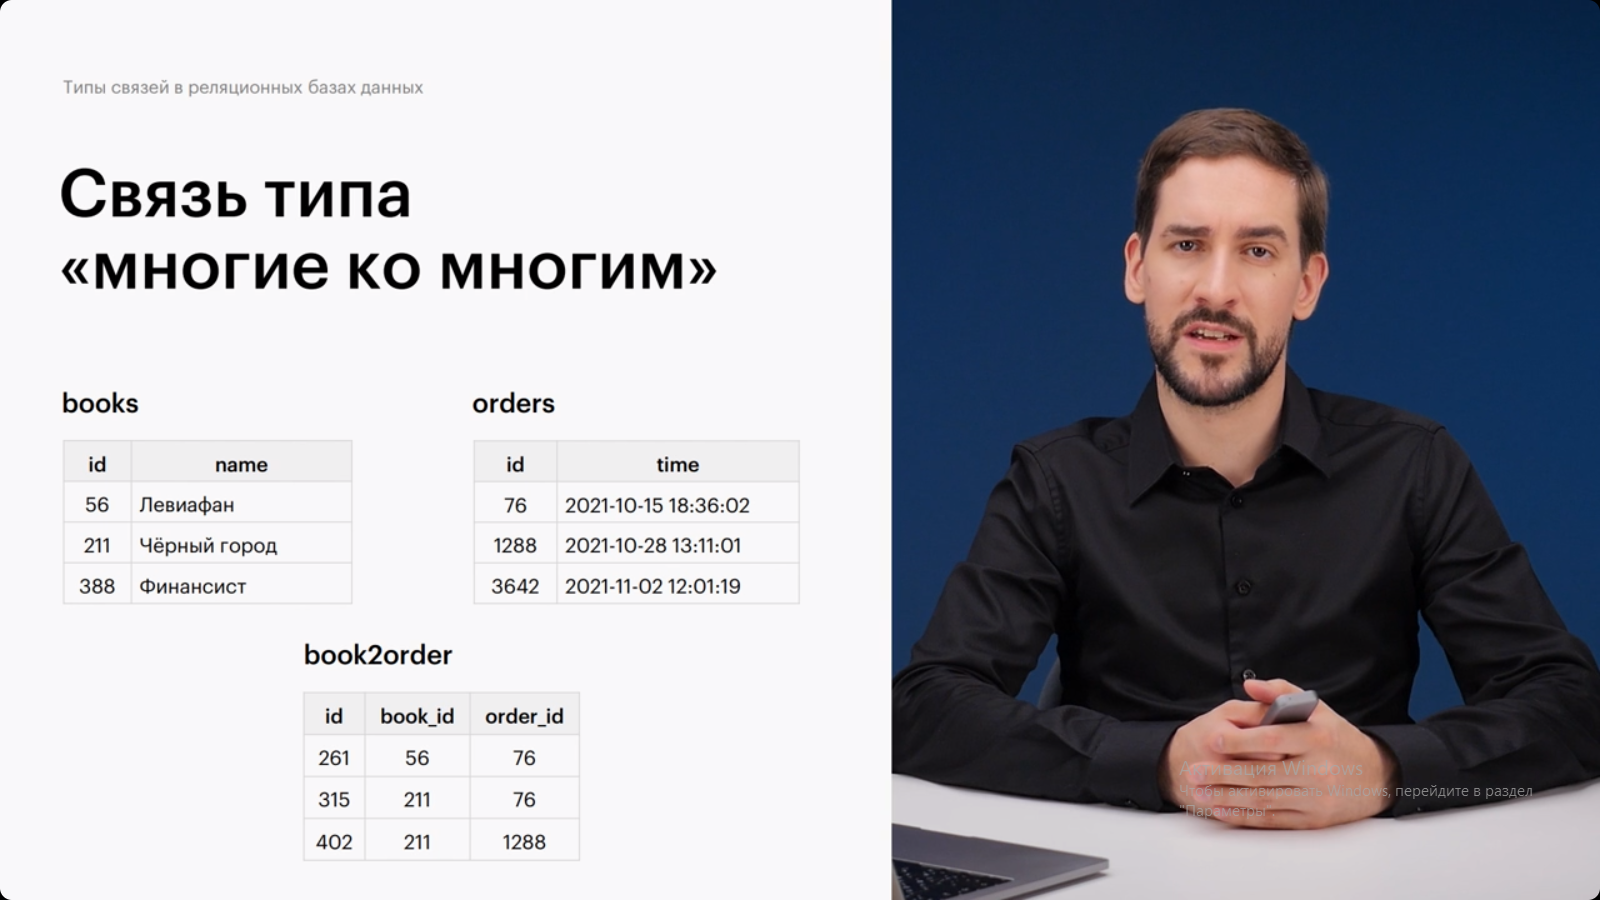 Типы связей в реляционных базах данных
Связь типа
«многие ко многим»
books
id name
56 Левиафан
211 Чёрный город
388 Финансист
orders
id time
76 2021-10-15 18:36:02
1288 2021-10-28 13:11:01
3642 2021-11-02 12:01:19
book2order
id book_id order_id
261 56 76
315 211 76
402 211 1288
Активация Windows
Чтобы активировать Windows, перейдите в раздел
"Параметры".